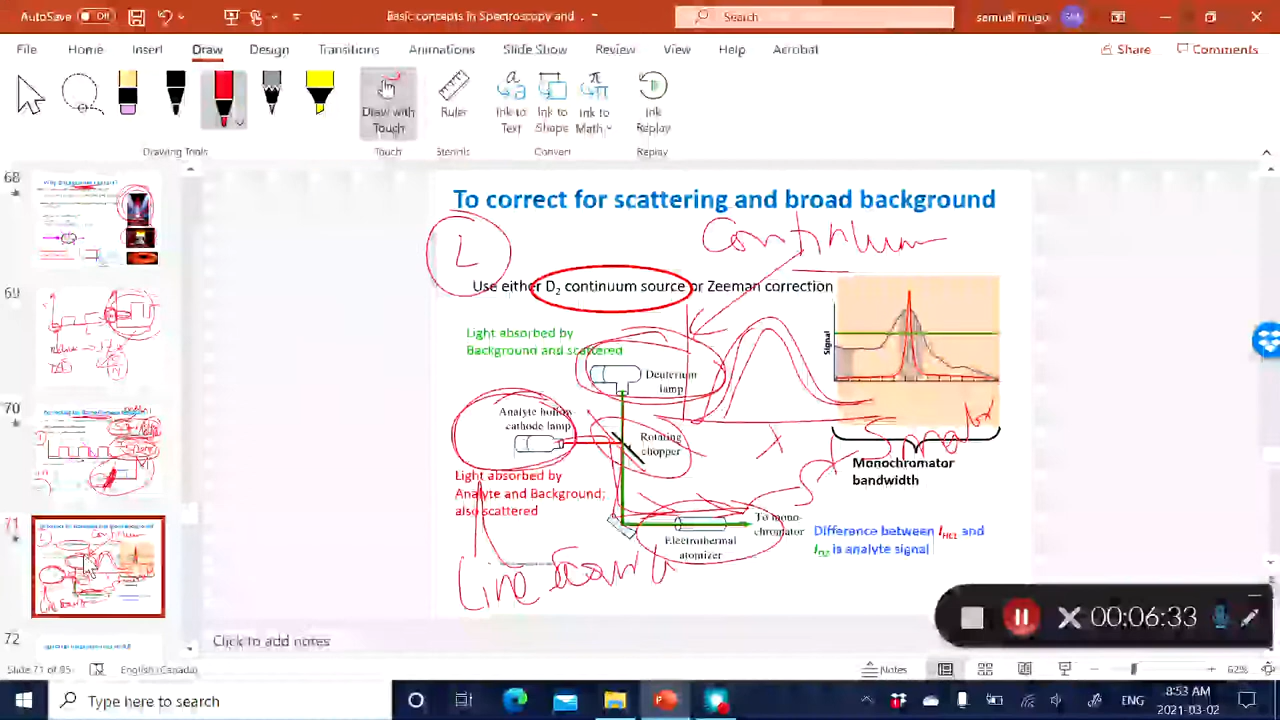 AutoSave Off
Basic concepts in Spectroscopy and ...
Search
samuel mugo
File Home Insert Draw Design Transitions Animations Slide Show Review View Help Acrobat
Share Comments
Draw with Touch
Ruler
Ink to Text
Ink to Shape
Ink to Math
Ink Replay
Drawing Tools
Touch
Stencils
Convert
Replay
68
69
70
71
72
To correct for scattering and broad background
Continuum
Use either D2 continuum source or Zeeman correction
Light absorbed by
Background and scattered
Deuterium
lamp
Signal
Analyte hollow
cathode lamp
Rotating
chopper
Light absorbed by
Analyte and Background;
also scattered
Monochromator
bandwidth
To mono-
chromator
Electrothermal
atomizer
Difference between IHCL and
ID2 is analyte signal
Line
Click to add notes
00:06:33
Slide 71 of 85
English (Canada)
Notes
62%
Type here to search
ENG
8:53 AM
2021-03-02